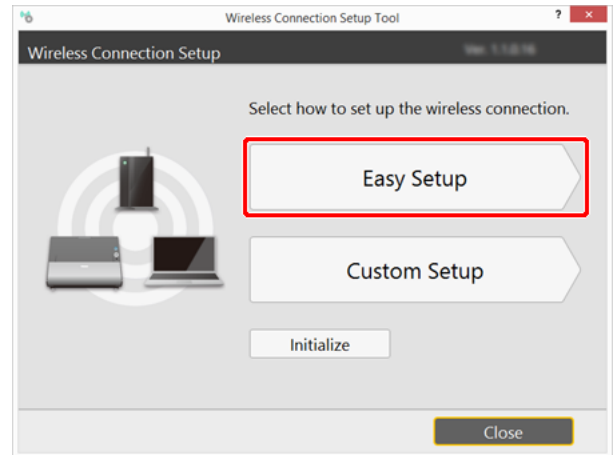 Wireless Connection Setup Tool
?
Wireless Connection Setup
Select how to set up the wireless connection.
Easy Setup
Custom Setup
Initialize
Close